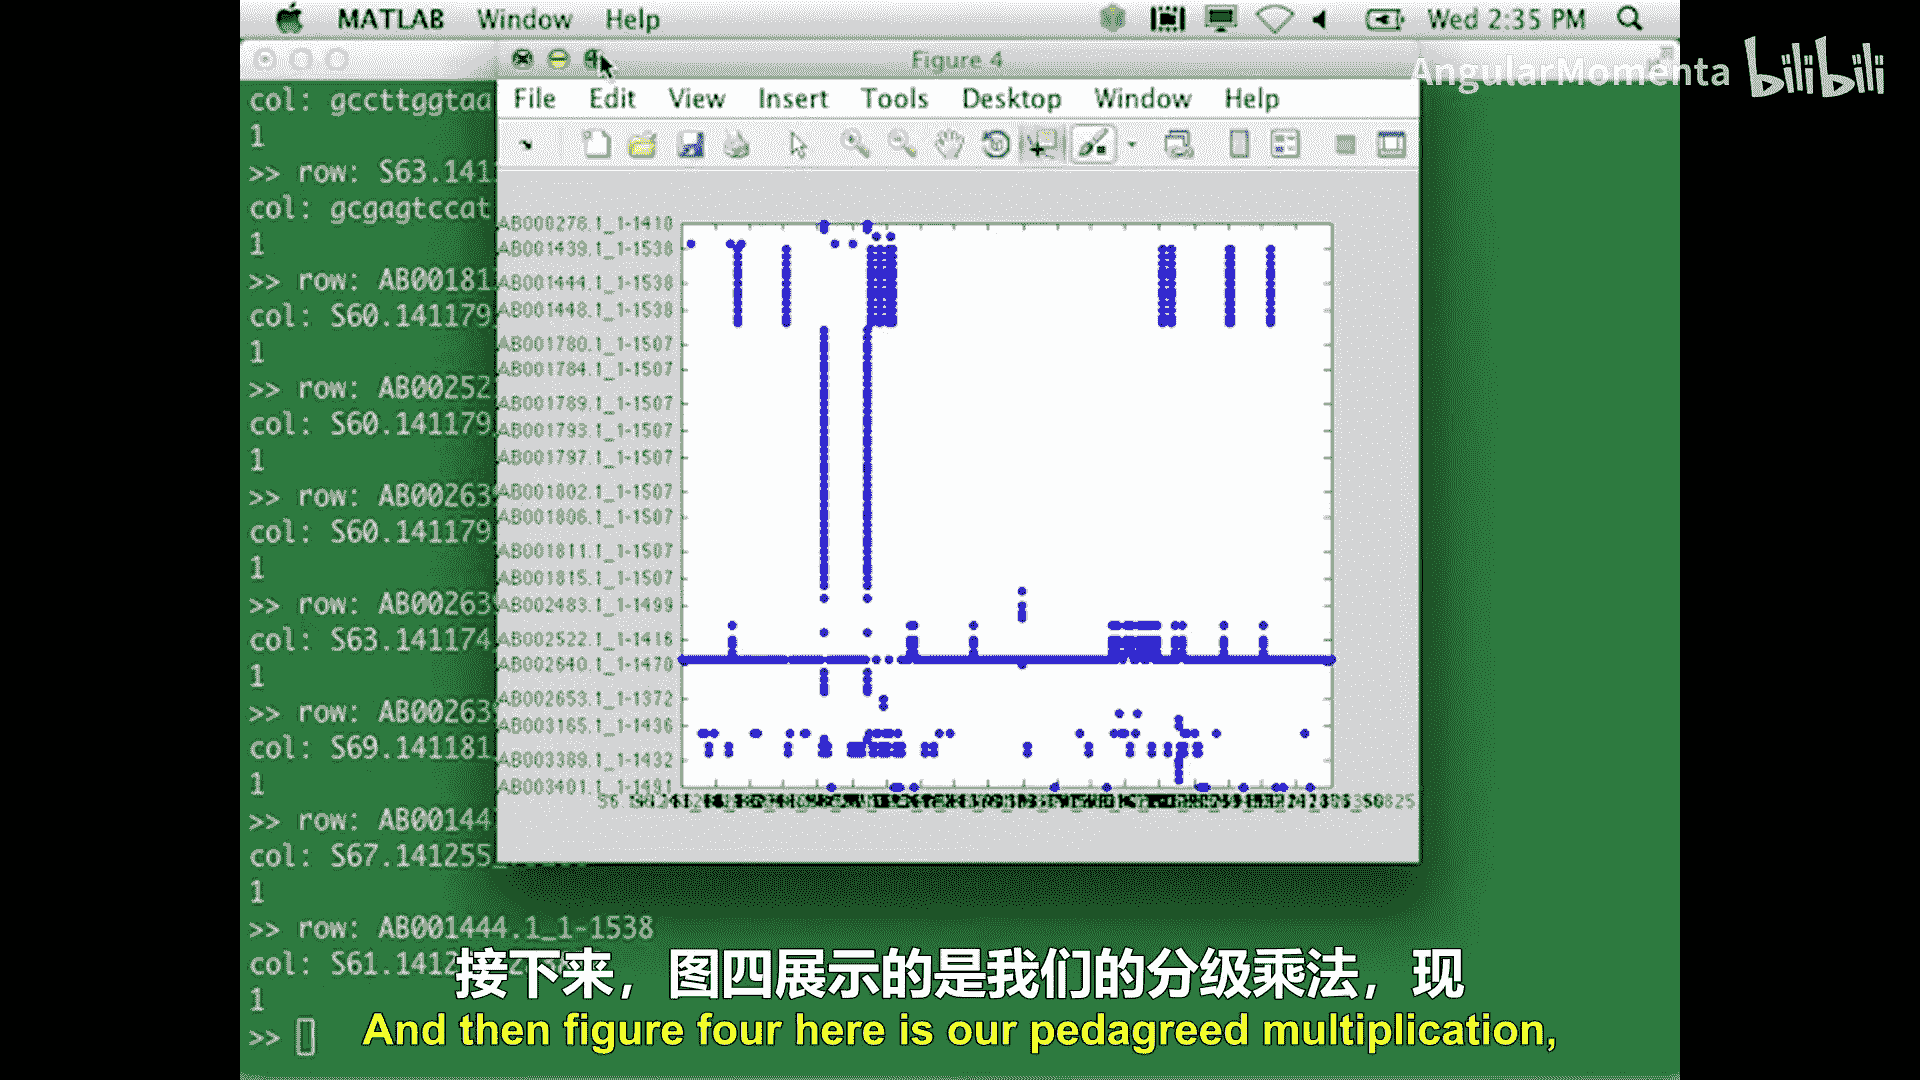 MATLAB Window Help
Wed 2:35 PM
Figure 4
AngularMomenta bilibili
File Edit View Insert Tools Desktop Window Help
col: gccttggtaa
1
>> row: S63.141
col: gcgagtccat
1
>> row: AB00181
col: S60.141179
1
>> row: AB00252
col: S60.141179
1
>> row: AB00263
col: S60.141179
1
>> row: AB00263
col: S63.141174
1
>> row: AB00263
col: S69.141181
1
>> row: AB00144
col: S67.141255
1
>> row: AB001444.1_1-1538
col: S61.1412
1
>>
AB000278.1_1-1410
AB001439.1_1-1538
AB001444.1_1-1538
AB001448.1_1-1538
AB001780.1_1-1507
AB001784.1_1-1507
AB001789.1_1-1507
AB001793.1_1-1507
AB001797.1_1-1507
AB001802.1_1-1507
AB001806.1_1-1507
AB001811.1_1-1507
AB001815.1_1-1507
AB002483.1_1-1499
AB002522.1_1-1416
AB002640.1_1-1470
AB002653.1_1-1372
AB003165.1_1-1436
AB003389.1_1-1432
AB003401.1_1-1491
接下来，图四展示的是我们的分级乘法，现
And then figure four here is our pedagreed multiplication,